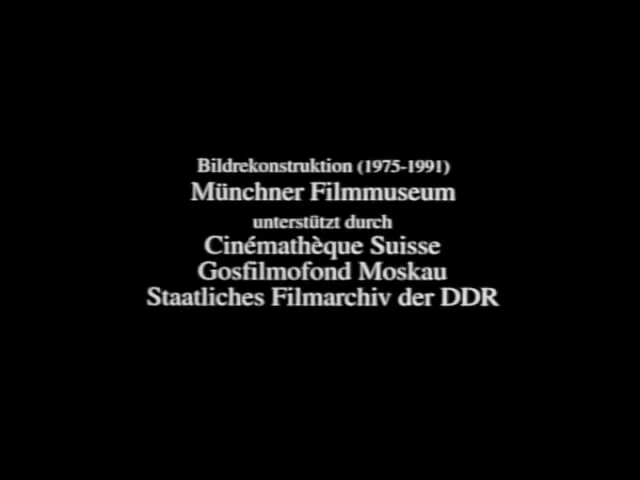 Bildrekonstruktion (1975-1991)
Münchner Filmmuseum
unterstützt durch
Cinémathèque Suisse
Gosfilmofond Moskau
Staatliches Filmarchiv der DDR